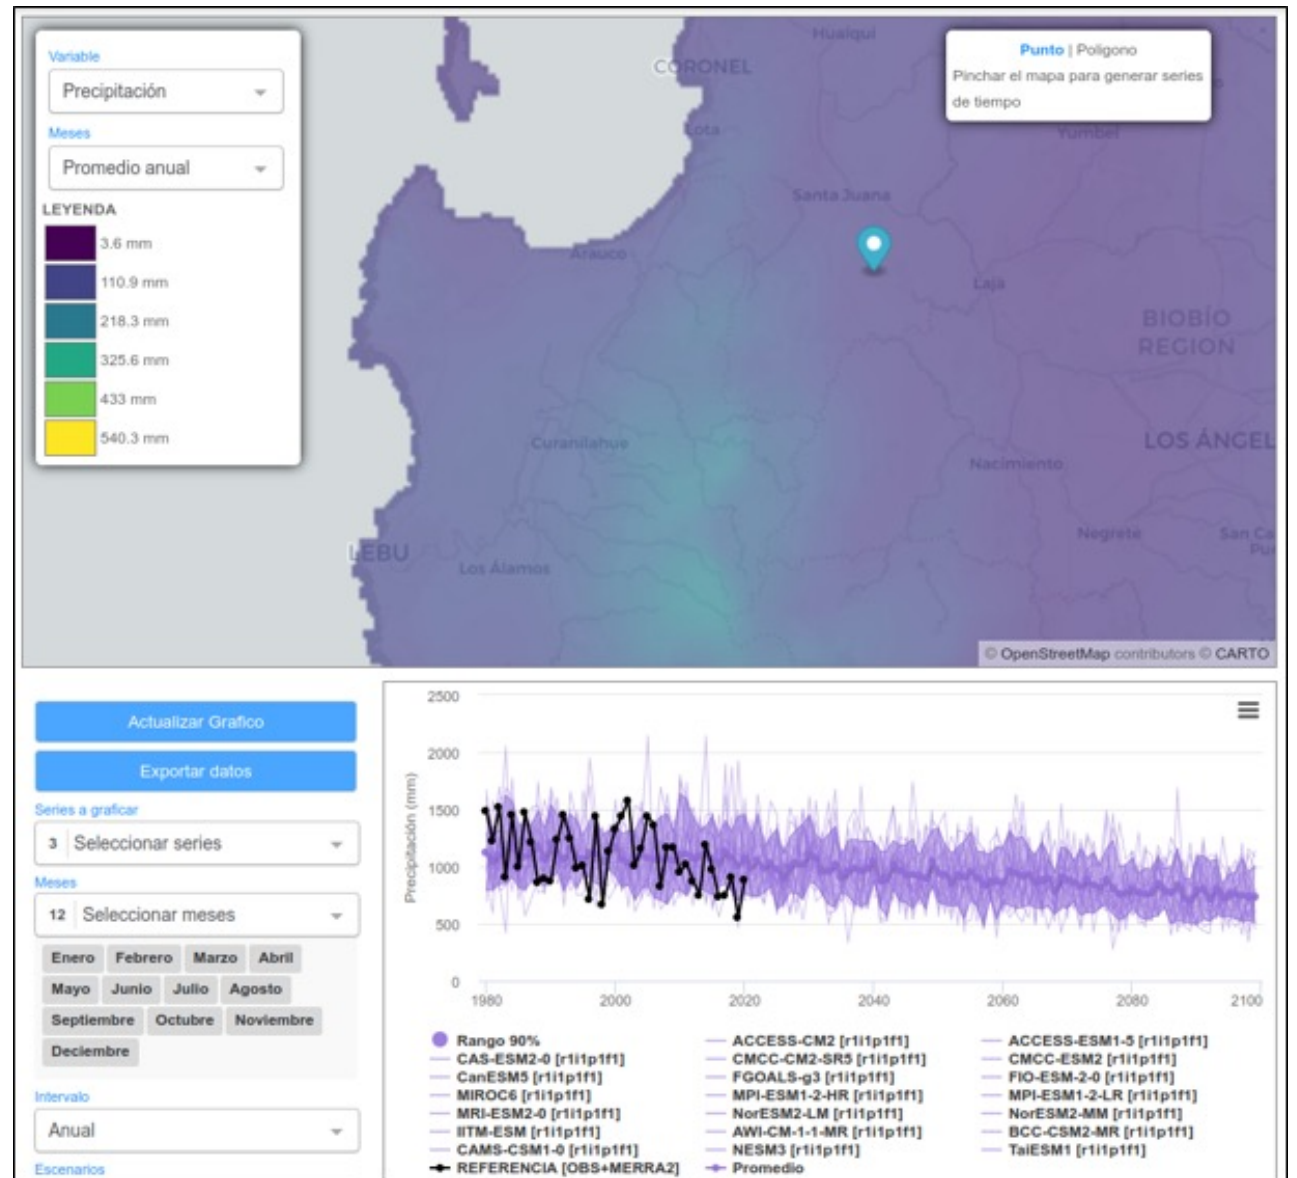 Variable
Precipitación
Meses
Promedio anual
LEYENDA
3.6 mm
110.9 mm
218.3 mm
325.6 mm
433 mm
540.3 mm
Punto | Poligono
Pinchar el mapa para generar series
de tiempo
Hualqui
CORONEL
Lota
Yumbel
Santa Juana
Arauco
Laja
BIOBÍO
REGION
Curanilahue
LOS ÁNGEL
Nacimiento
Negrete
San Ca
Pu
LEBU
Los Álamos
© OpenStreetMap contributors © CARTO
Actualizar Grafico
Exportar datos
Series a graficar
3 Seleccionar series
Meses
12 Seleccionar meses
Enero Febrero Marzo Abril
Mayo Junio Julio Agosto
Septiembre Octubre Noviembre
Deciembre
Intervalo
Anual
Escenarios
Precipitación (mm)
2500
2000
1500
1000
500
0
1980 2000 2020 2040 2060 2080 2100
Rango 90% ACCESS-CM2 [r1i1p1f1] ACCESS-ESM1-5 [r1i1p1f1]
CAS-ESM2-0 [r1i1p1f1] CMCC-CM2-SR5 [r1i1p1f1] CMCC-ESM2 [r1i1p1f1]
CanESM5 [r1i1p1f1] FGOALS-g3 [r1i1p1f1] FIO-ESM-2-0 [r1i1p1f1]
MIROC6 [r1i1p1f1] MPI-ESM1-2-HR [r1i1p1f1] MPI-ESM1-2-LR [r1i1p1f1]
MRI-ESM2-0 [r1i1p1f1] NorESM2-LM [r1i1p1f1] NorESM2-MM [r1i1p1f1]
IITM-ESM [r1i1p1f1] AWI-CM-1-1-MR [r1i1p1f1] BCC-CSM2-MR [r1i1p1f1]
CAMS-CSM1-0 [r1i1p1f1] NESM3 [r1i1p1f1] TaiESM1 [r1i1p1f1]
REFERENCIA [OBS+MERRA2] Promedio